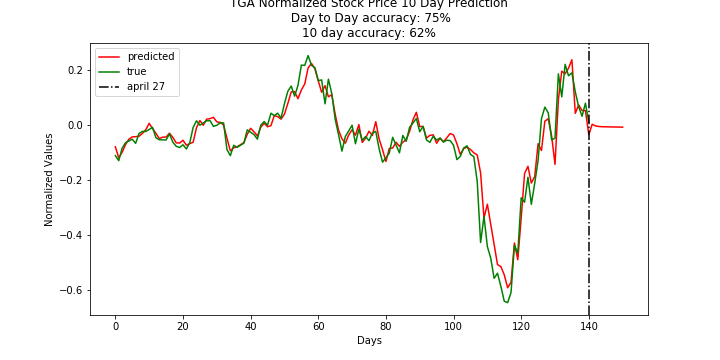 TGA Normalized Stock Price 10 Day Prediction
Day to Day accuracy: 75%
10 day accuracy: 62%
predicted
true
april 27
Normalized Values
0.2
0.0
−0.2
−0.4
−0.6
0 20 40 60 80 100 120 140
Days